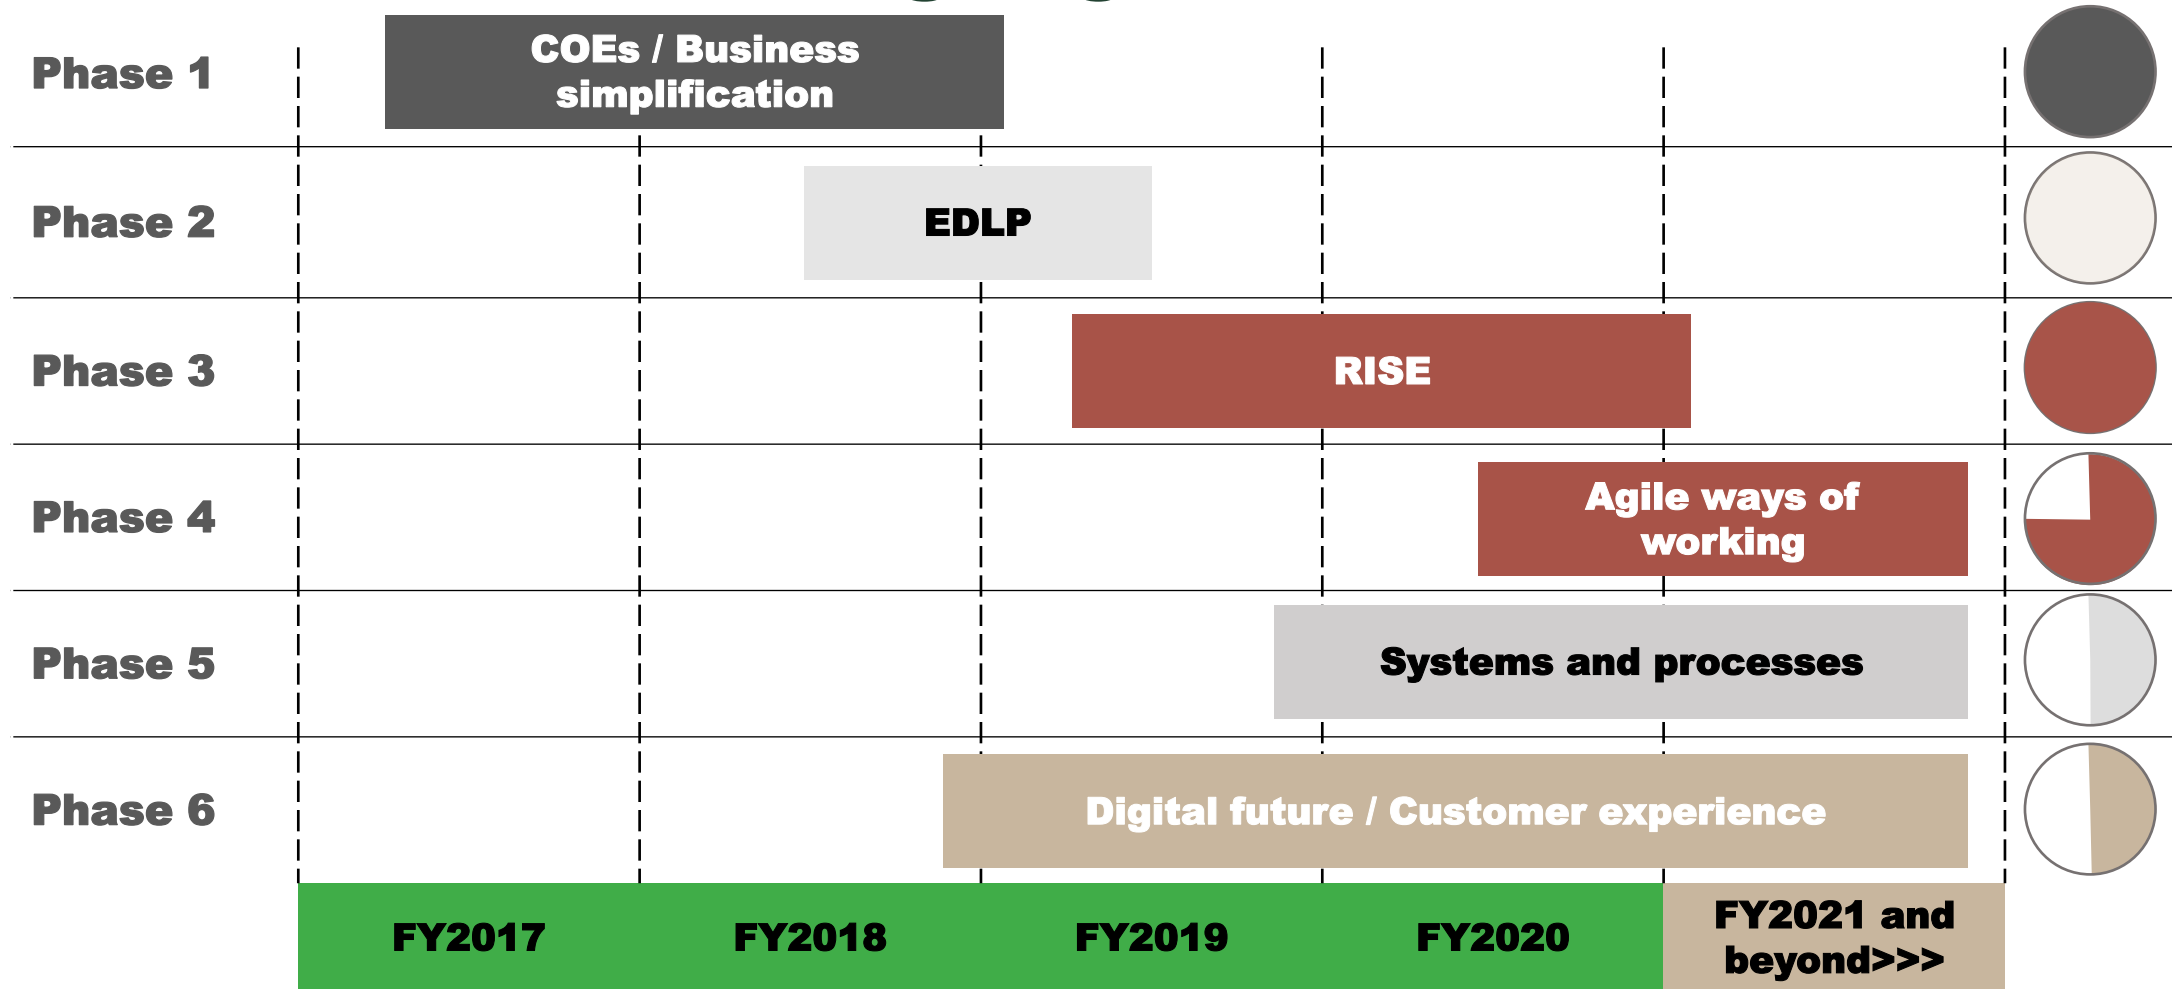 Phase 1
COEs / Business
simplification
Phase 2
EDLP
Phase 3
RISE
Phase 4
Agile ways of
working
Phase 5
Systems and processes
Phase 6
Digital future / Customer experience
FY2017
FY2018
FY2019
FY2020
FY2021 and
beyond>>>